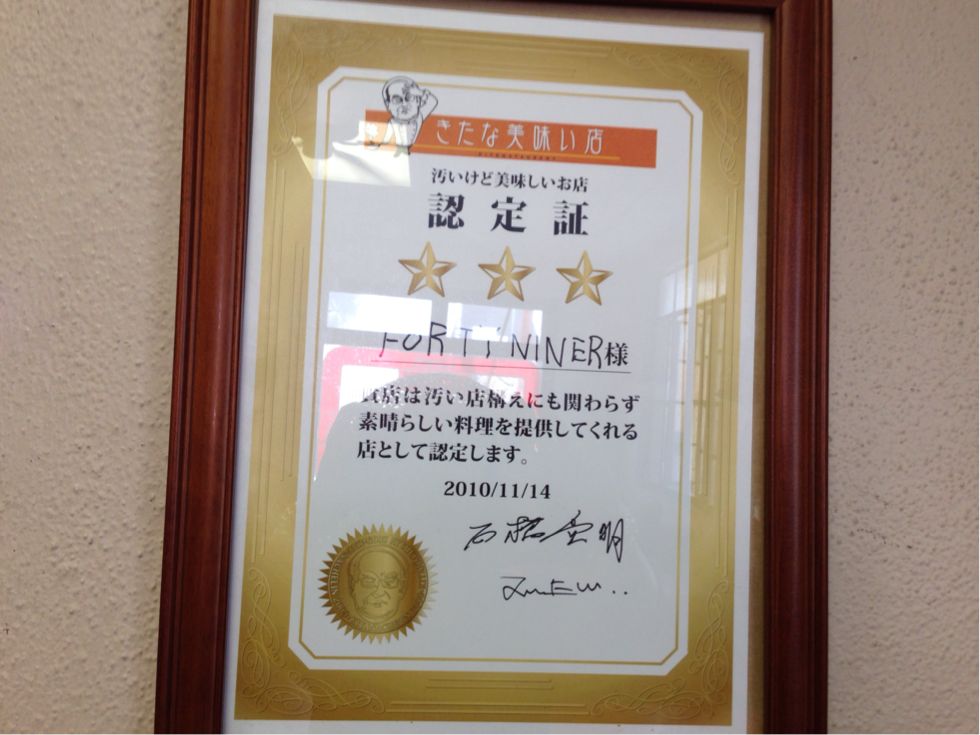 きたな美味い店
汚いけど美味しいお店
認定証
FORTY NINER様
貴店は汚い店構えにも関わらず
素晴らしい料理を提供してくれる
店として認定します。
2010/11/14
石橋貴明